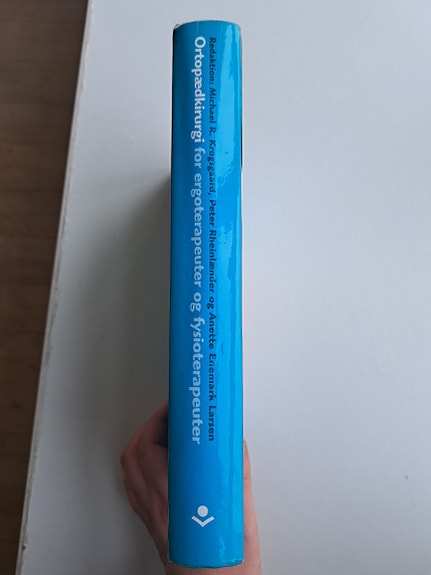 Redaktion: Michael R. Krogsgaard, Peter Rheinlænder og Anette Enemark Larsen
Ortopædkirurgi for ergoterapeuter og fysioterapeuter